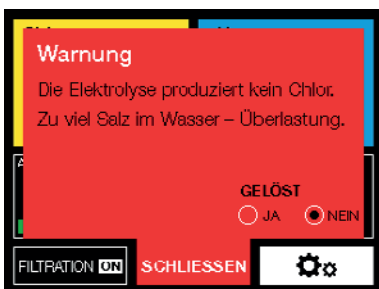 Warnung
Die Elektrolyse produziert kein Chlor.
Zu viel Salz im Wasser – Überlastung.
GELÖST
JA NEIN
FILTRATION ON SCHLIESSEN